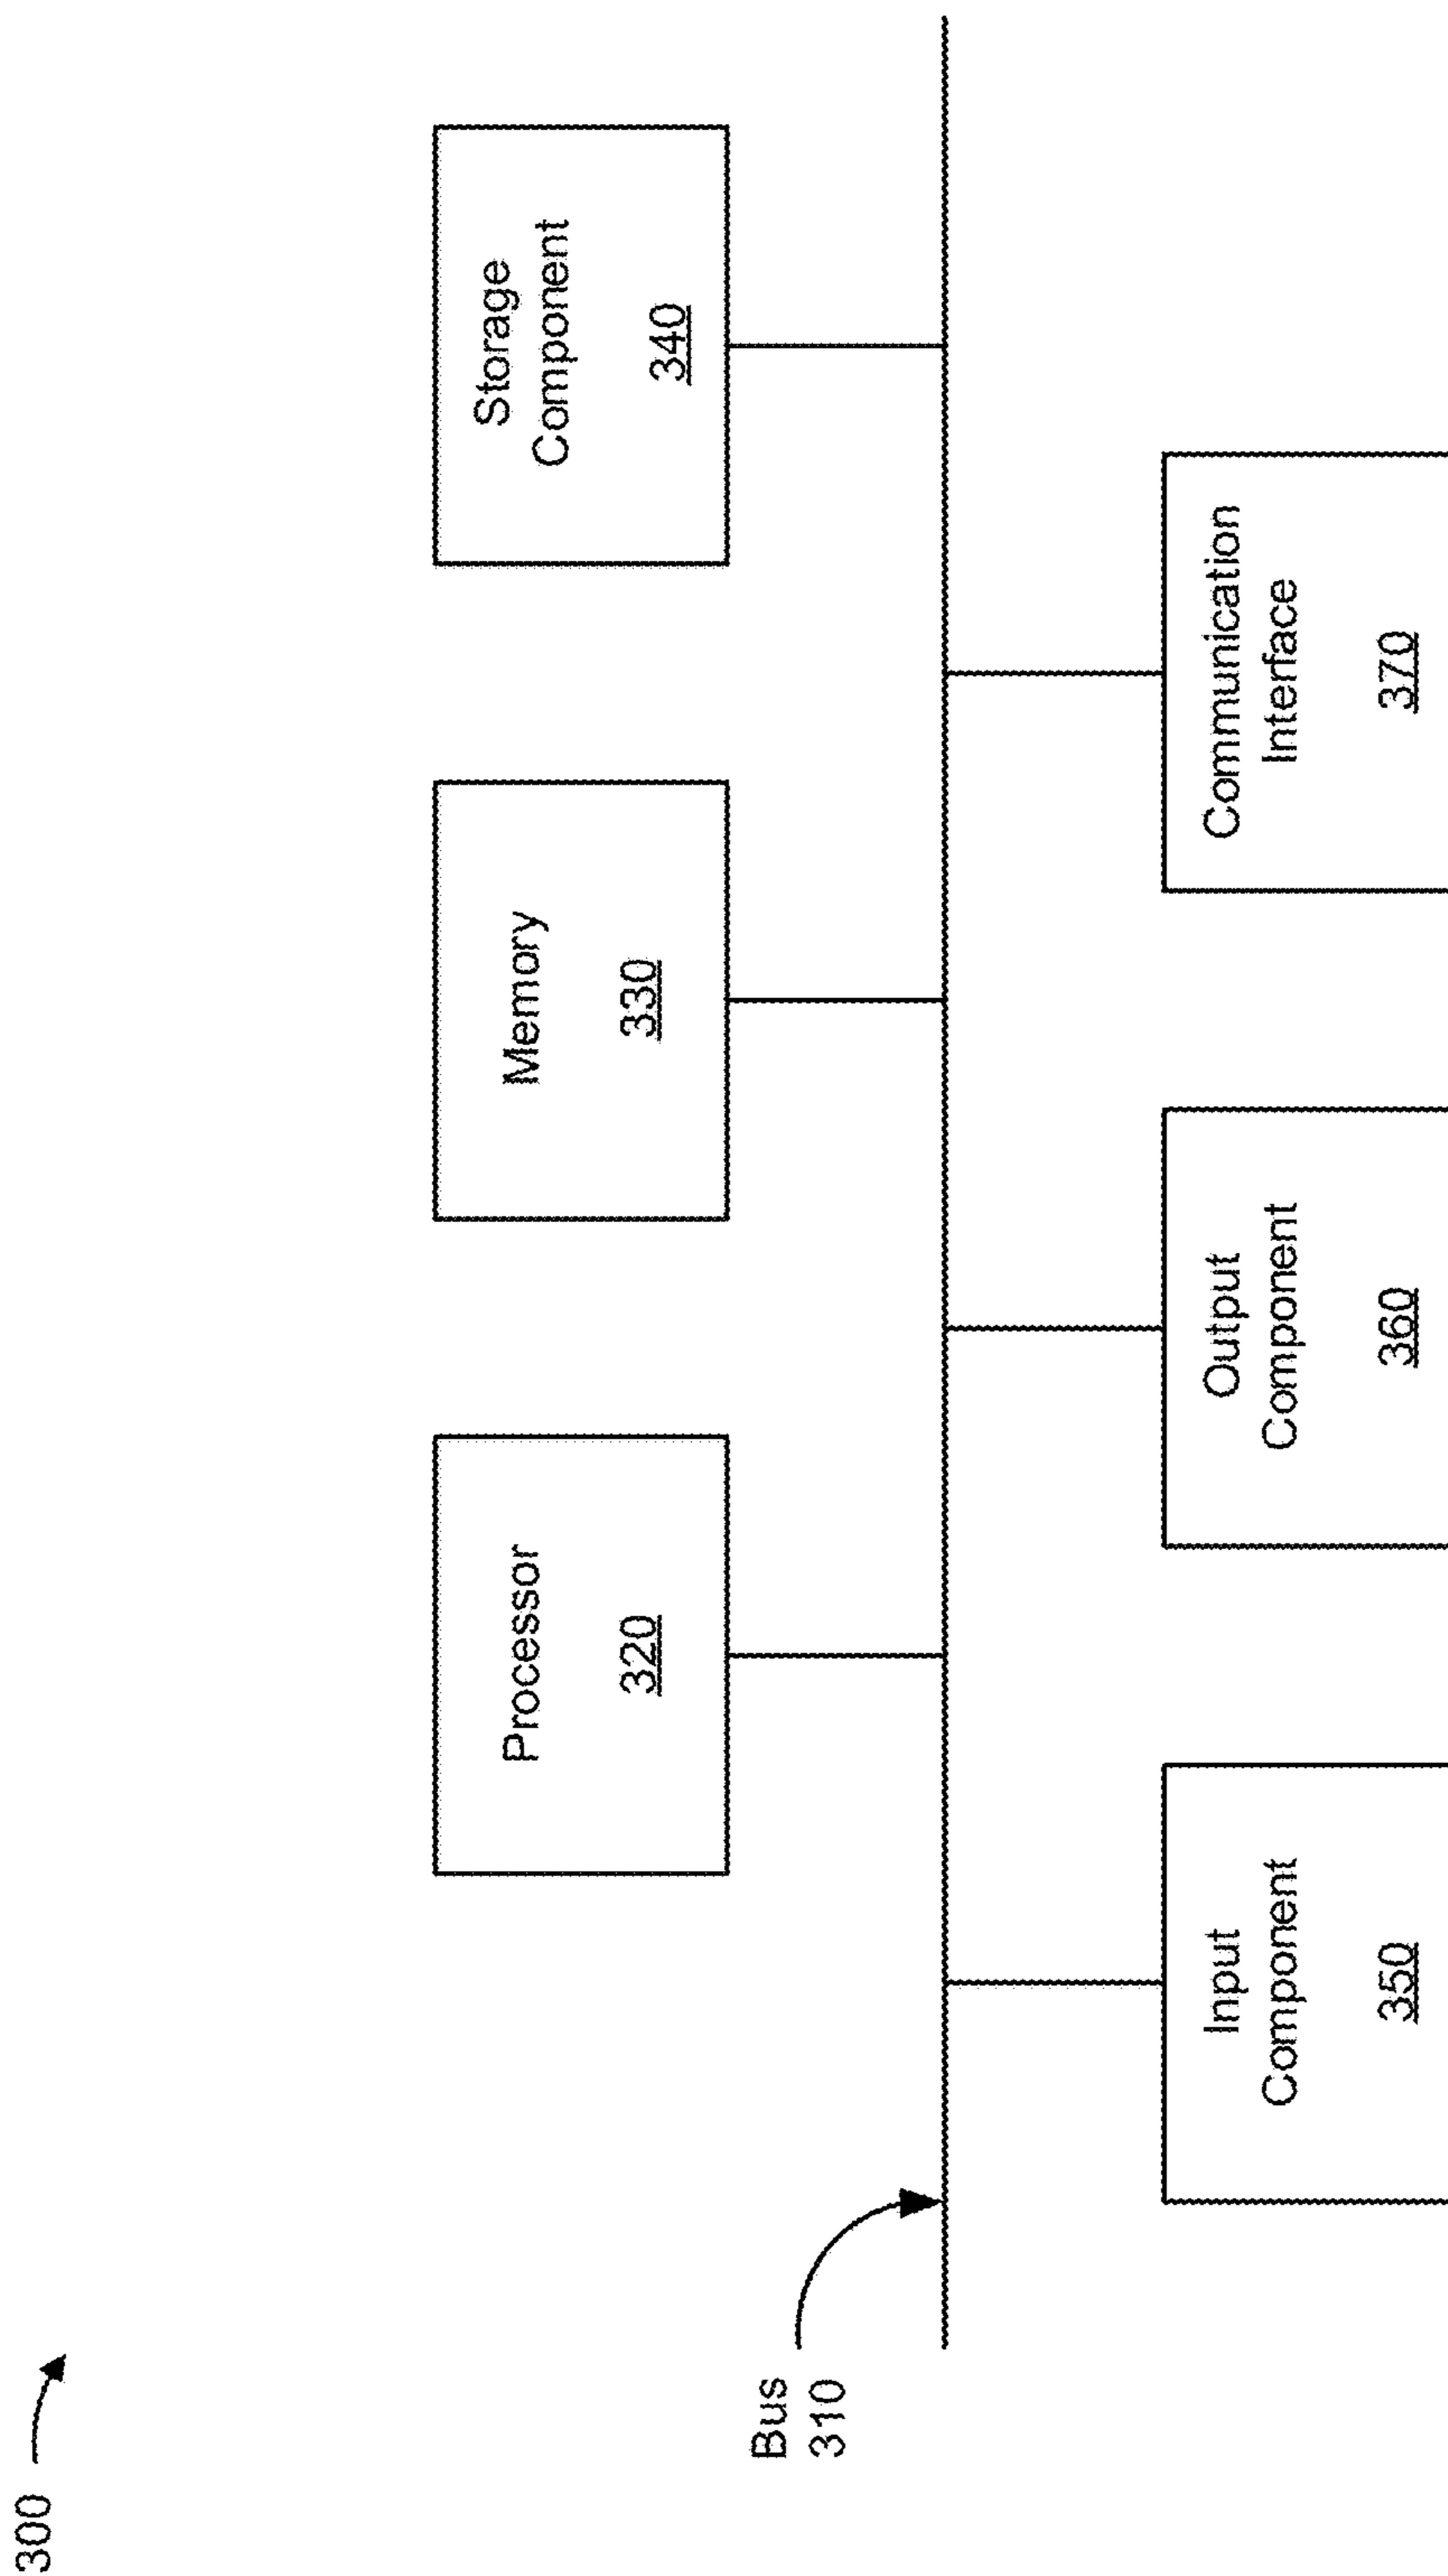 300
Processor
320
Memory
330
Storage
Component
340
Bus
310
Input
Component
350
Output
Component
360
Communication
Interface
370